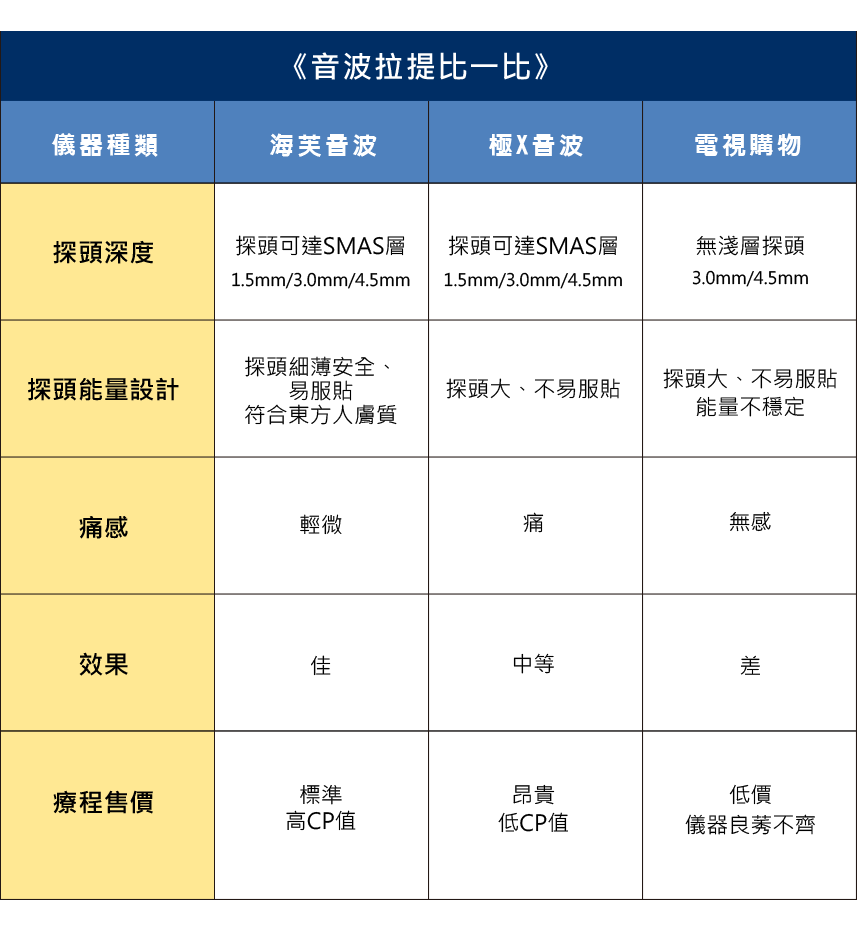 《音波拉提比一比》
儀器種類
海芙音波
極X音波
電視購物
探頭深度
探頭可達SMAS層
1.5mm/3.0mm/4.5mm
探頭可達SMAS層
1.5mm/3.0mm/4.5mm
無淺層探頭
3.0mm/4.5mm
探頭能量設計
探頭細薄安全、
易服貼
符合東方人膚質
探頭大、不易服貼
探頭大、不易服貼
能量不穩定
痛感
輕微
痛
無感
效果
佳
中等
差
療程售價
標準
高CP值
昂貴
低CP值
低價
儀器良莠不齊